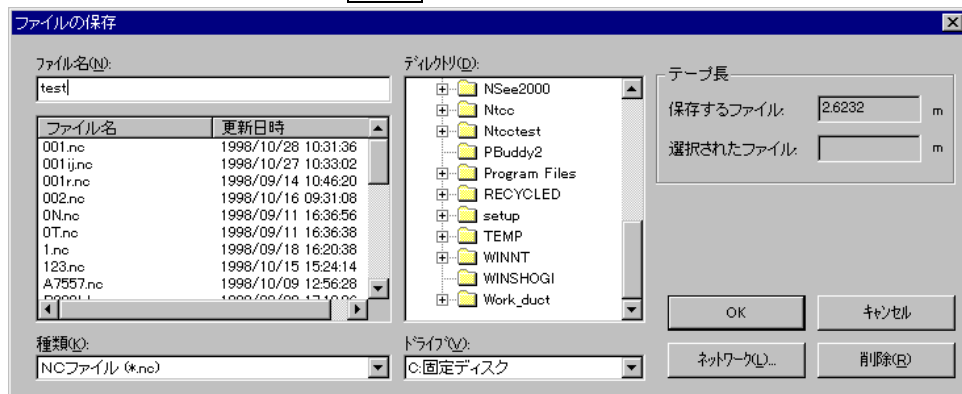 ファイルの保存
ファイル名(N):
test
ファイル名 更新日時
001.nc 1998/10/28 10:31:36
001ij.nc 1998/10/27 10:33:02
001r.nc 1998/09/14 10:46:20
002.nc 1998/10/16 09:31:08
0N.nc 1998/09/11 16:36:56
0T.nc 1998/09/11 16:36:38
1.nc 1998/09/18 16:20:38
123.nc 1998/10/15 15:24:14
A7557.nc 1998/10/09 12:56:28
種類(K):
NCファイル (*.nc)
ディレクトリ(D):
NSee2000
Ntcc
Ntcctest
PBuddy2
Program Files
RECYCLED
setup
TEMP
WINNT
WINSHOGI
Work_duct
ドライブ(V):
C:固定ディスク
テープ長
保存するファイル: 2.6232 m
選択されたファイル: m
OK キャンセル
ネットワーク(L)... 削除(R)